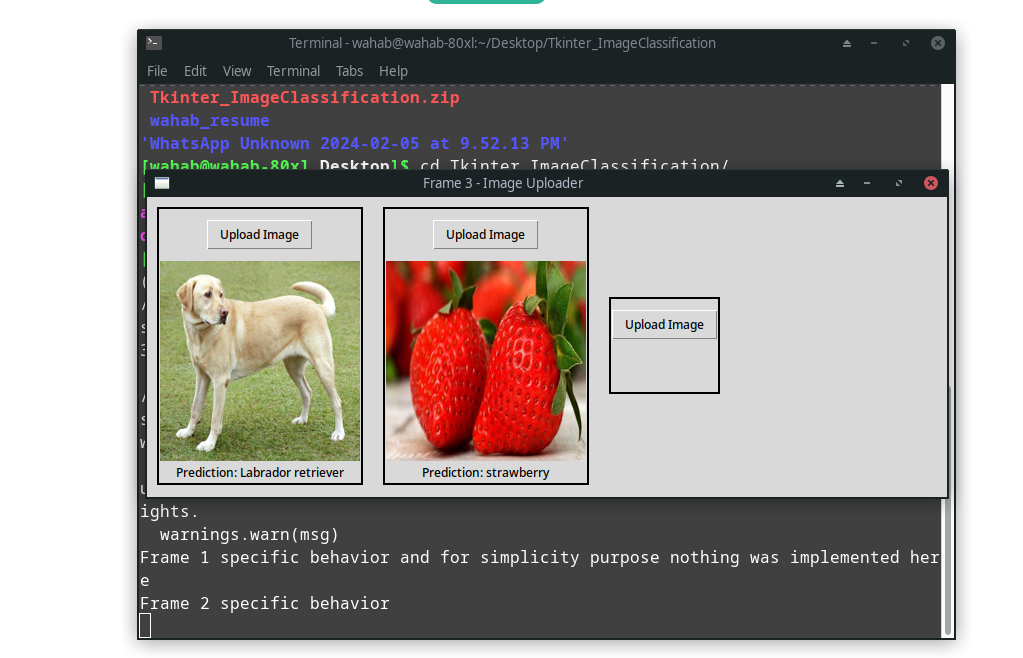 Terminal - wahab@wahab-80xl:~/Desktop/Tkinter_ImageClassification
File Edit View Terminal Tabs Help
Tkinter_ImageClassification.zip
wahab_resume
'WhatsApp Unknown 2024-02-05 at 9.52.13 PM'
[wahab@wahab-80xl Desktop]$ cd Tkinter_ImageClassification/
Frame 3 - Image Uploader
Upload Image
Prediction: Labrador retriever
Upload Image
Prediction: strawberry
Upload Image
ights.
warnings.warn(msg)
Frame 1 specific behavior and for simplicity purpose nothing was implemented her
e
Frame 2 specific behavior